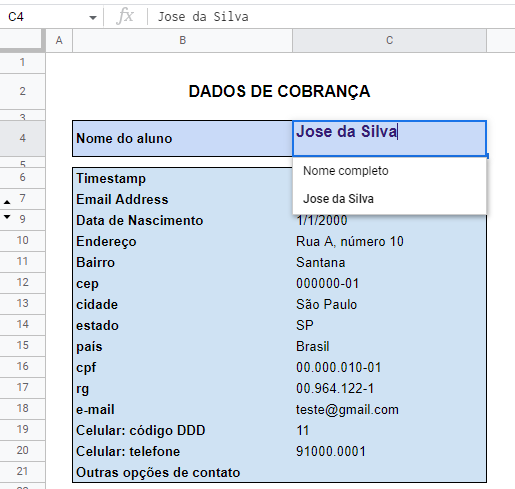 C4 fx Jose da Silva
A B C
1
2 DADOS DE COBRANÇA
3
4 Nome do aluno Jose da Silva
5 Nome completo
6 Timestamp
7 Email Address Jose da Silva
9 Data de Nascimento 1/1/2000
10 Endereço Rua A, número 10
11 Bairro Santana
12 cep 000000-01
13 cidade São Paulo
14 estado SP
15 país Brasil
16 cpf 00.000.010-01
17 rg 00.964.122-1
18 e-mail teste@gmail.com
19 Celular: código DDD 11
20 Celular: telefone 91000.0001
21 Outras opções de contato